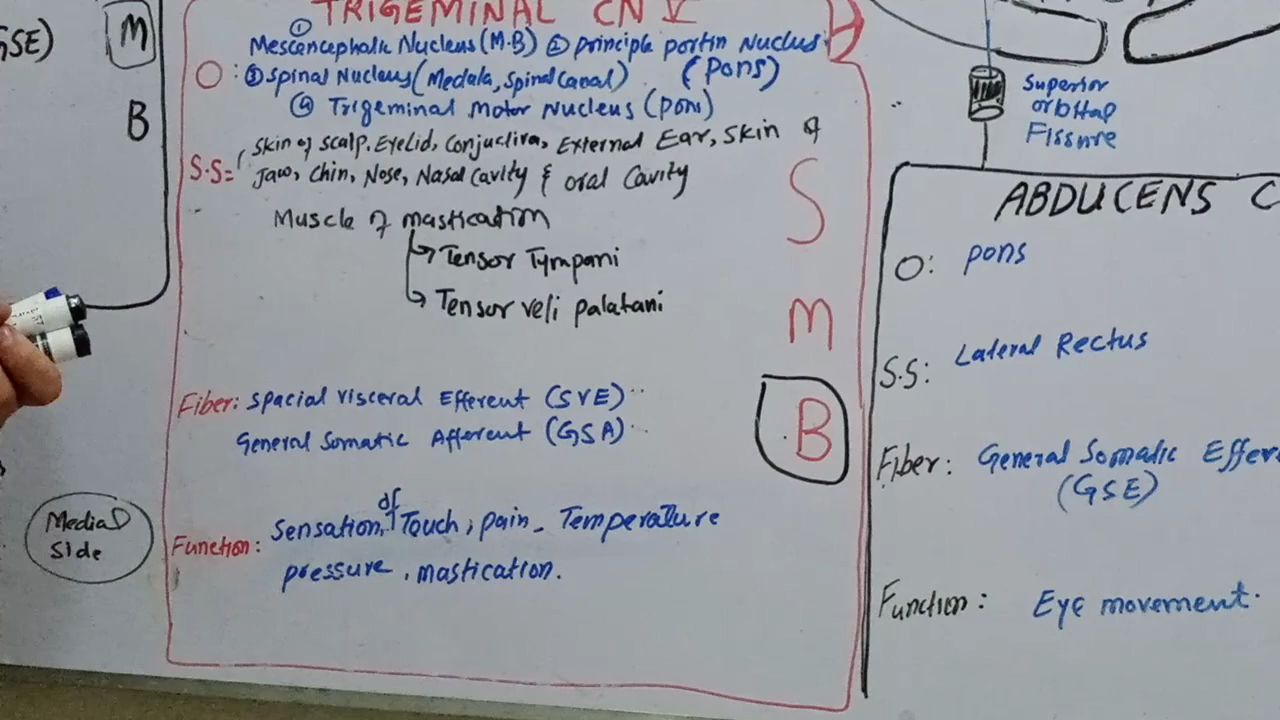 GSE)
M
B
Medial
Side
TRIGEMINAL CN V
① Mesencephalic Nucleus (M.B) ② principle portin Nuclus
O: ③ Spinal Nucleus (Medula, Spinal Canal) (Pons)
④ Trigeminal Motor Nucleus (Pons)
S.S= Skin of scalp, Eyelid, Conjuctiva, External Ear, Skin of
Jaw, Chin, Nose, Nasal Cavity & oral Cavity
Muscle of mastication
Tensor Tympani
Tensor veli palatani
Fiber: Spacial visceral Efferent (SVE)
General Somatic Afferent (GSA)
Function: Sensation of Touch, pain - Temperature
pressure, mastication.
S
M
B
Superior
orbital
Fissure
ABDUCENS C
O: pons
S.S: Lateral Rectus
Fiber: General Somatic Effer
(GSE)
Function: Eye movement.